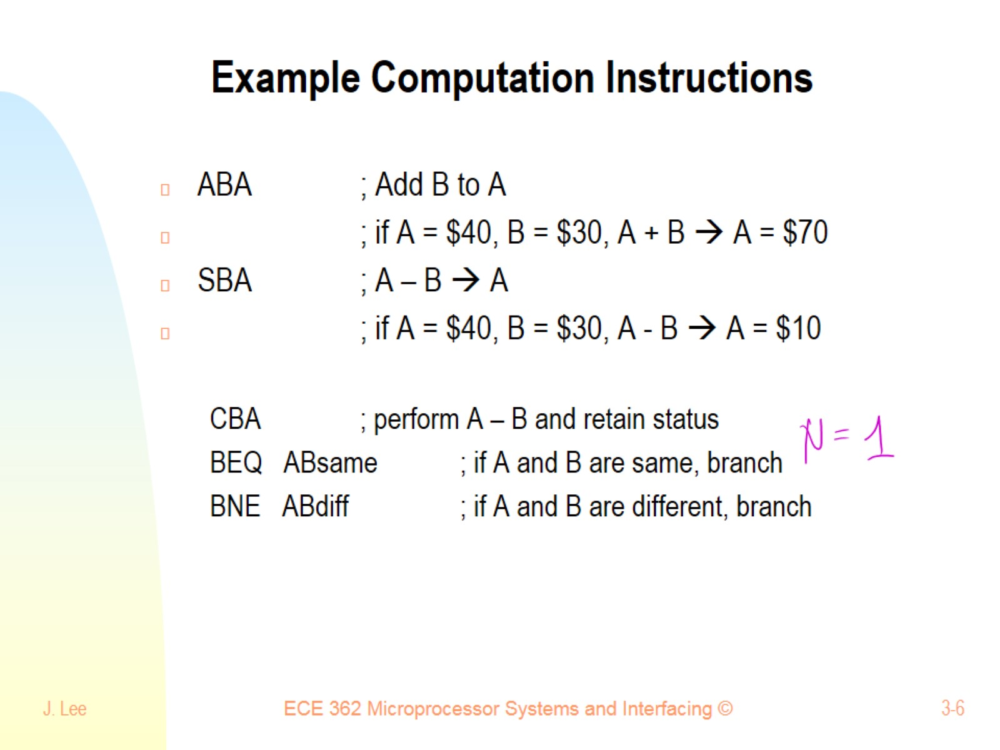 Example Computation Instructions
ABA ; Add B to A
; if A = $40, B = $30, A + B → A = $70
SBA ; A – B → A
; if A = $40, B = $30, A - B → A = $10
CBA ; perform A – B and retain status
N = 1
BEQ ABsame ; if A and B are same, branch
BNE ABdiff ; if A and B are different, branch
J. Lee ECE 362 Microprocessor Systems and Interfacing © 3-6